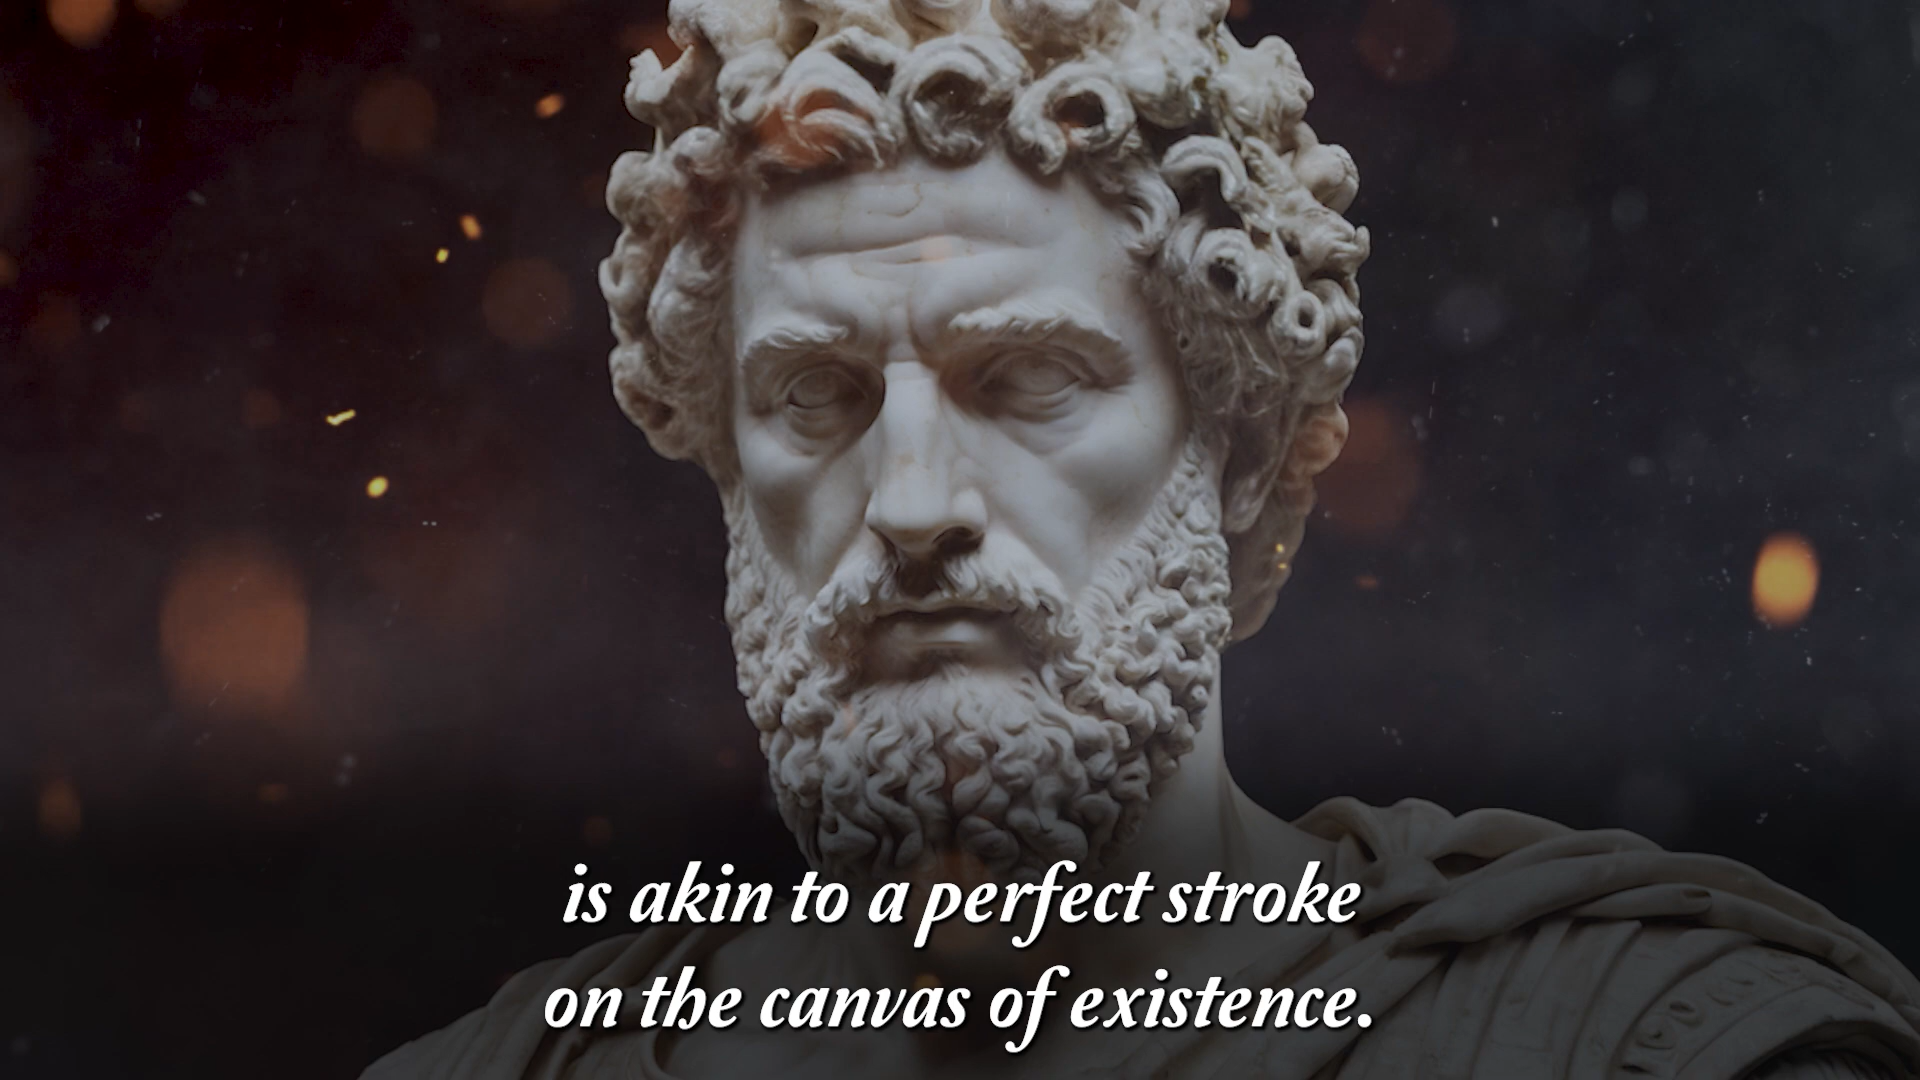 is akin to a perfect stroke
on the canvas of existence.